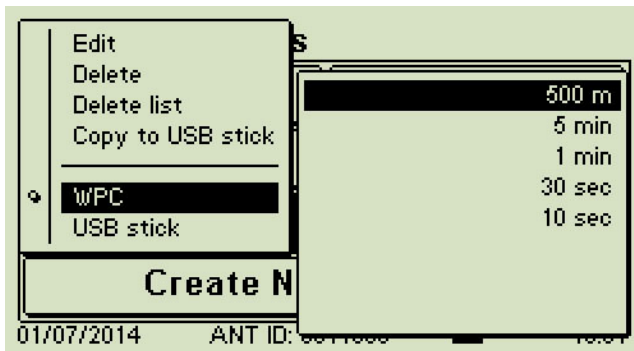 Edit
Delete
Delete list
Copy to USB stick
WPC
USB stick
500 m
5 min
1 min
30 sec
10 sec
Create N
01/07/2014 ANT ID: